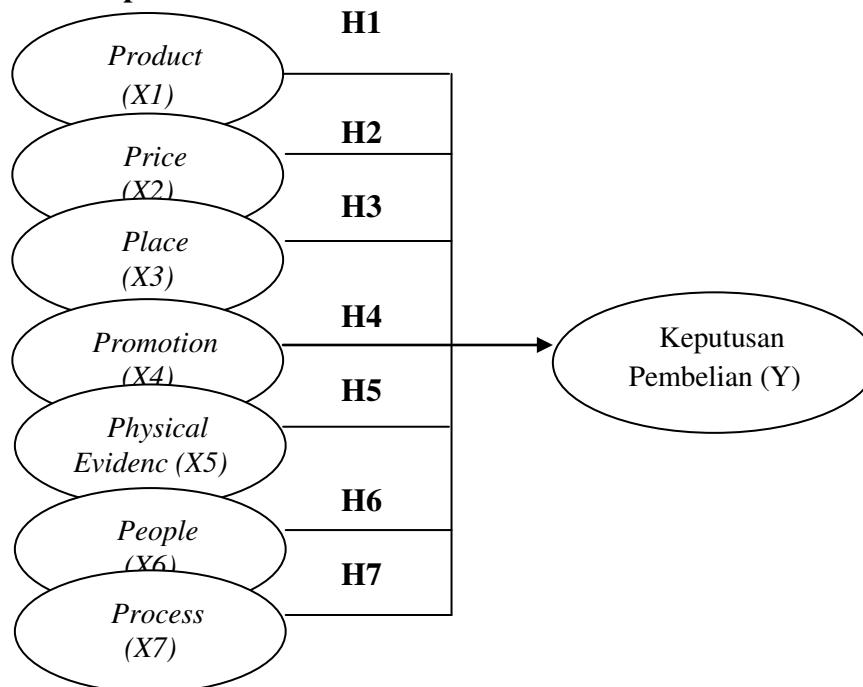 H1
Product
(X1)
H2
Price
(X2)
H3
Place
(X3)
H4
Promotion
(X4)
Keputusan
Pembelian (Y)
H5
Physical
Evidenc (X5)
H6
People
(X6)
H7
Process
(X7)